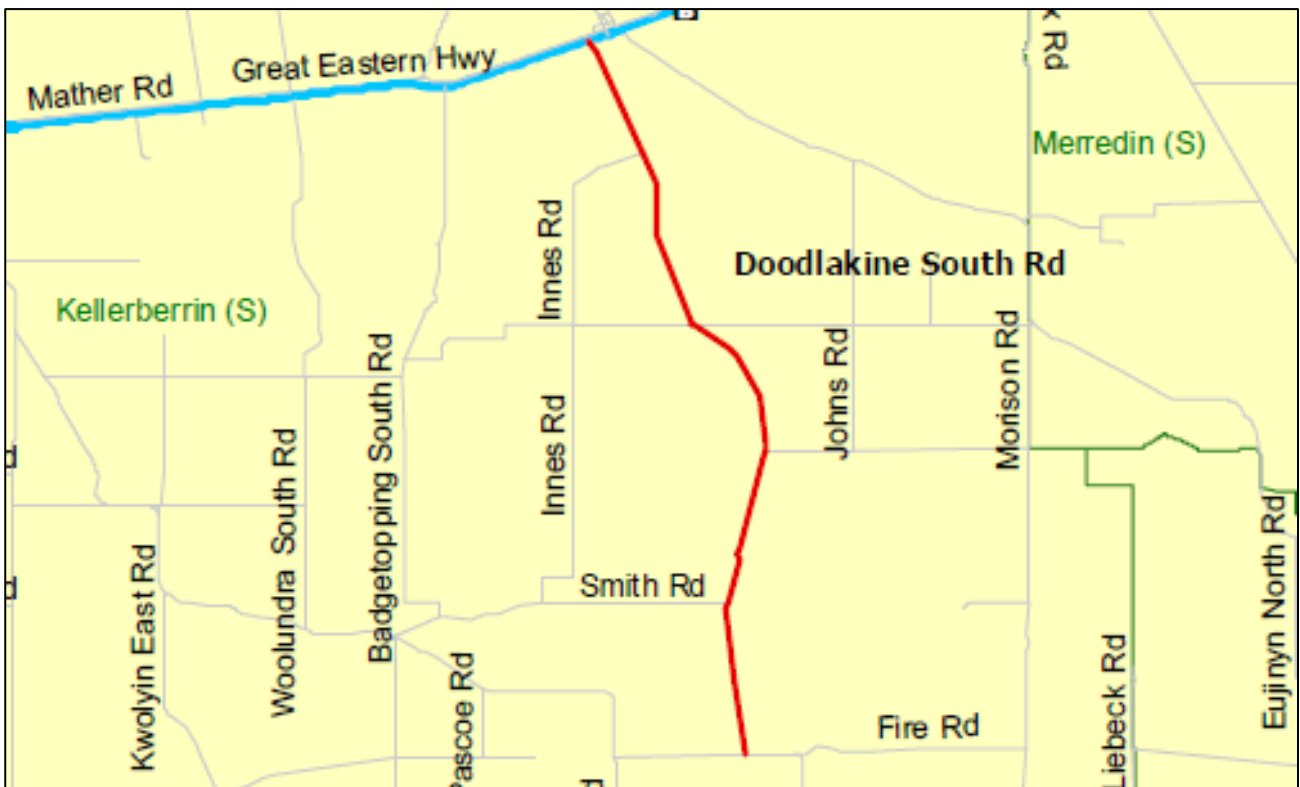 k Rd
Great Eastern Hwy
Mather Rd
Merredin (S)
Innes Rd
Doodlakine South Rd
Kellerberrin (S)
Badgetopping South Rd
Johns Rd
Morison Rd
Innes Rd
Woolundra South Rd
d
Eujinyn North Rd
Kwolyin East Rd
Smith Rd
d
Pascoe Rd
Liebeck Rd
Fire Rd
d